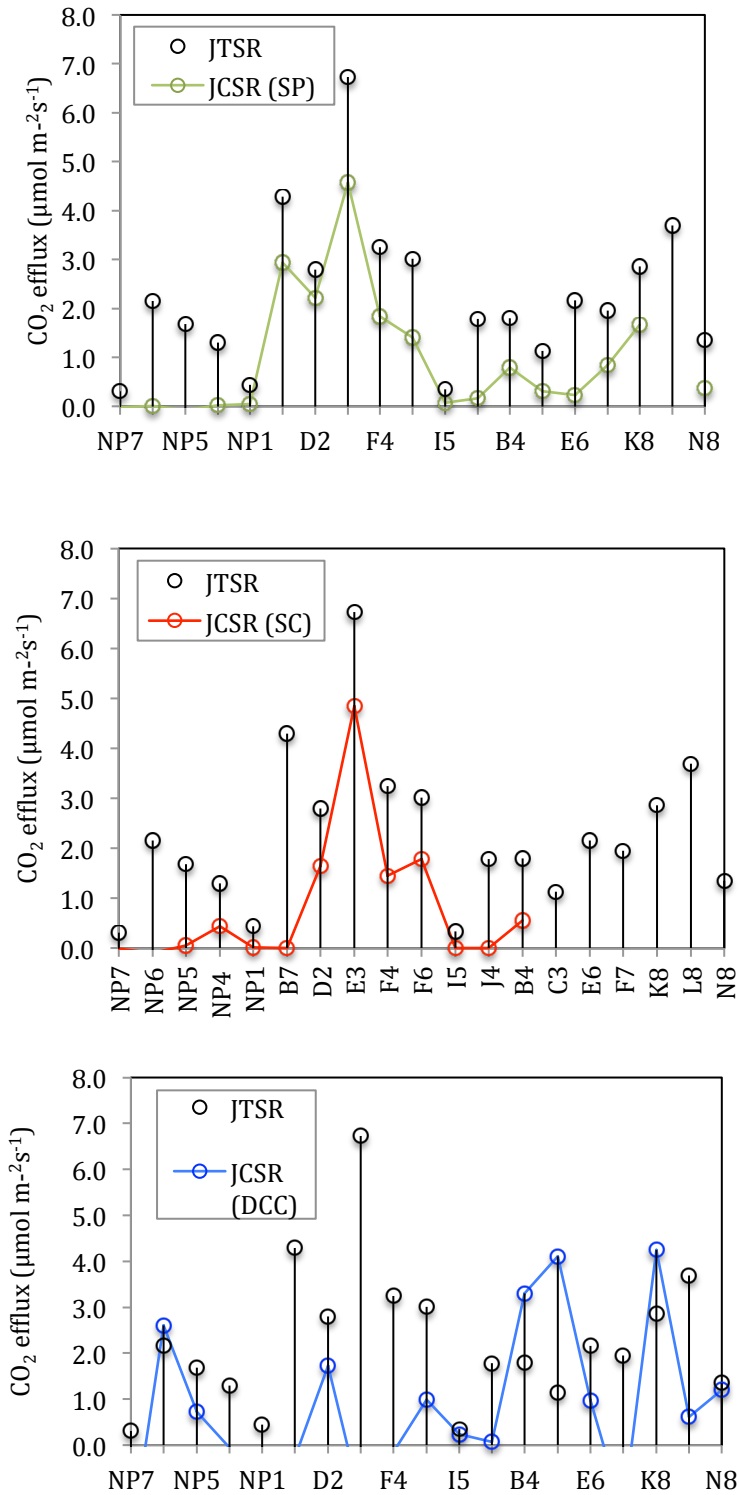 8.0
7.0
6.0
5.0
4.0
3.0
2.0
1.0
0.0
CO₂ efflux (μmol m-²s-¹)
JTSR
JCSR (SP)
NP7 NP5 NP1 D2 F4 I5 B4 E6 K8 N8
8.0
7.0
6.0
5.0
4.0
3.0
2.0
1.0
0.0
CO₂ efflux (μmol m-²s-¹)
JTSR
JCSR (SC)
NP7 NP6 NP5 NP4 NP1 B7 D2 E3 F4 F6 I5 J4 B4 C3 E6 F7 K8 L8 N8
8.0
7.0
6.0
5.0
4.0
3.0
2.0
1.0
0.0
CO₂ efflux (μmol m-²s-¹)
JTSR
JCSR
(DCC)
NP7 NP5 NP1 D2 F4 I5 B4 E6 K8 N8